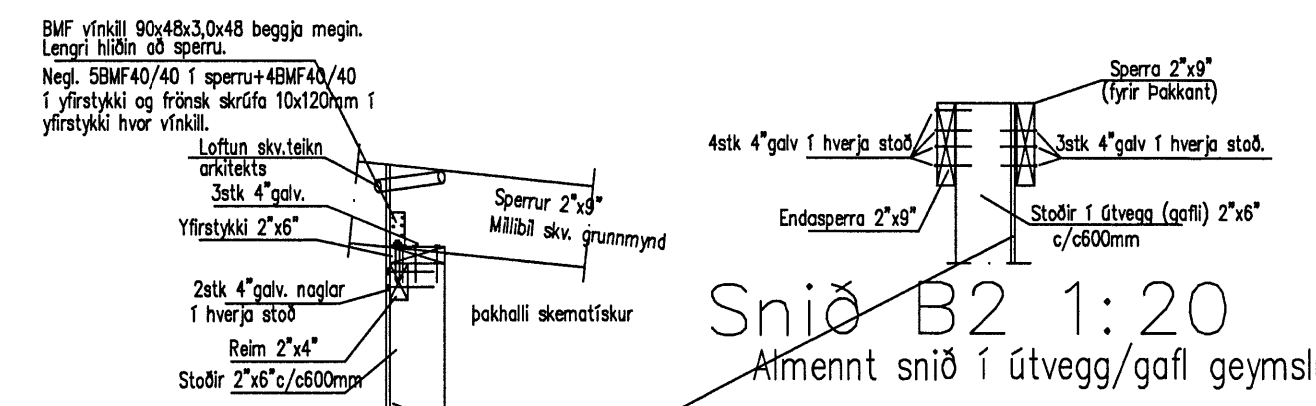 BMF vínkill 90x48x3,0x48 beggja megin.
Lengri hliðin að sperru.
Negl. 5BMF40/40 í sperru+4BMF40/40
í yfirstykki og frönsk skrúfa 10x120mm í
yfirstykki hvor vínkill.
Loftun skv.teikn
arkitekts
3stk 4"galv.
Yfirstykki 2"x6"
2stk 4"galv. naglar
í hverja stoð
Reim 2"x4"
Stoðir 2"x6"c/c600mm
Sperrur 2"x9"
Millibil skv. grunnmynd
þakhalli skematískur
Sperra 2"x9"
(fyrir Þakkant)
4stk 4"galv í hverja stoð
3stk 4"galv í hverja stoð.
Endasperra 2"x9"
Stoðir í útvegg (gafli) 2"x6"
c/c600mm
Snið B2 1:20
Almennt snið í útvegg/gafl geymsl